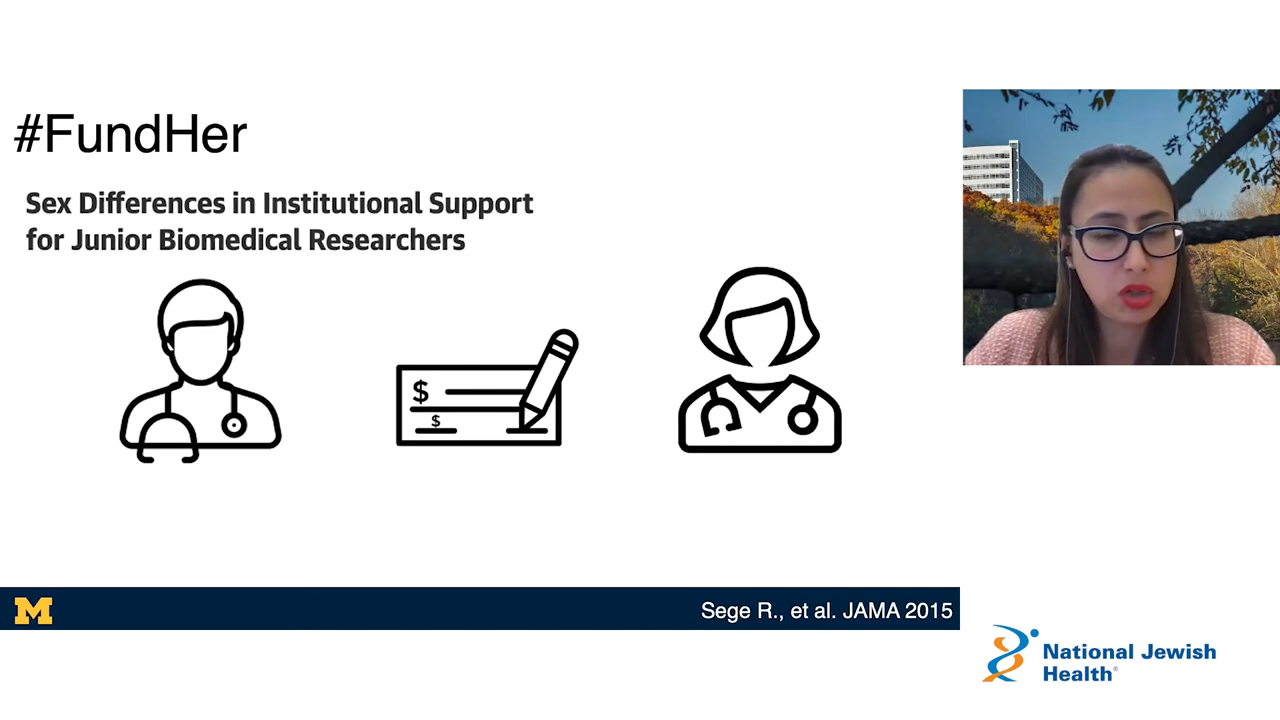 #FundHer
Sex Differences in Institutional Support
for Junior Biomedical Researchers
$
$
M
Sege R., et al. JAMA 2015
National Jewish
Health®